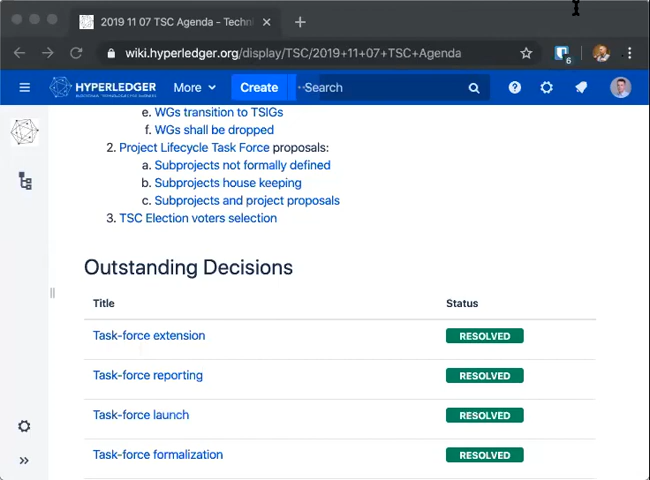 2019 11 07 TSC Agenda - Techni
wiki.hyperledger.org/display/TSC/2019+11+07+TSC+Agenda
6
HYPERLEDGER
More
Create
Search
e. WGs transition to TSIGs
f. WGs shall be dropped
2. Project Lifecycle Task Force proposals:
a. Subprojects not formally defined
b. Subprojects house keeping
c. Subprojects and project proposals
3. TSC Election voters selection
Outstanding Decisions
Title Status
Task-force extension RESOLVED
Task-force reporting RESOLVED
Task-force launch RESOLVED
Task-force formalization RESOLVED